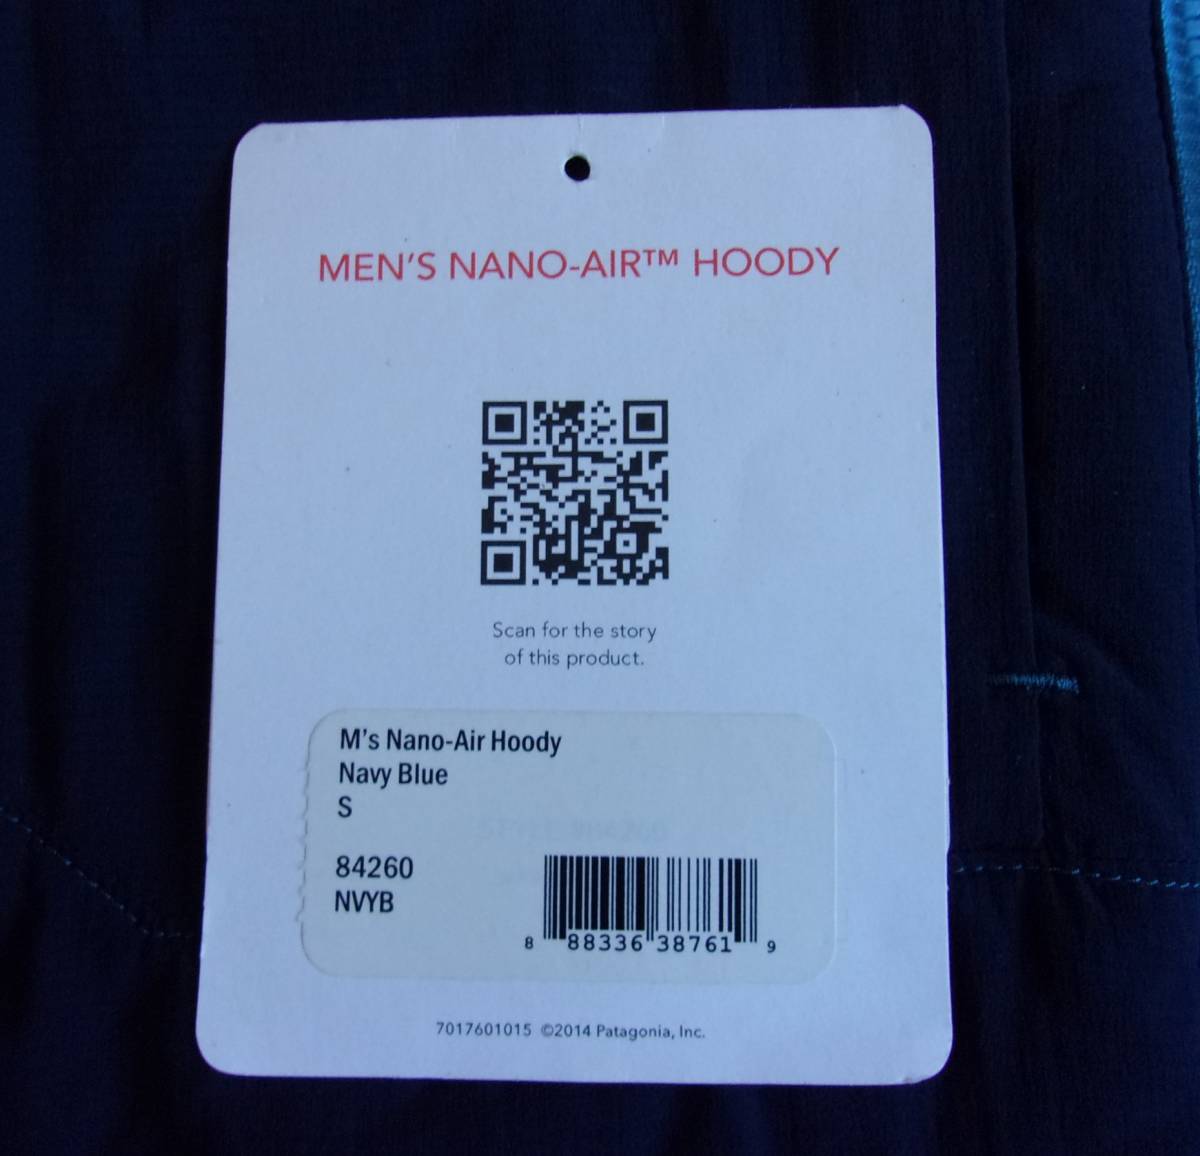 MEN'S NANO-AIR™ HOODY
Scan for the story
of this product.
M's Nano-Air Hoody
Navy Blue
S
84260
NVYB
8 88336 38761 9
7017601015 ©2014 Patagonia, Inc.